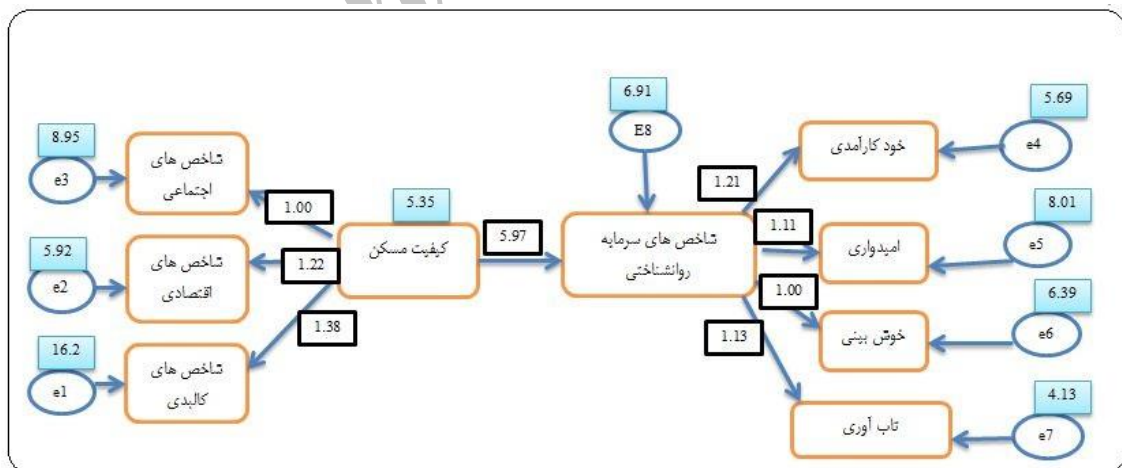 6.91
E8
8.95
e3
شاخص های
اجتماعی
1.00
5.92
e2
شاخص های
اقتصادی
1.22
16.2
e1
شاخص های
کالبدی
1.38
5.35
کیفیت مسکن
5.97
شاخص های سرمایه
روانشناختی
1.21
خود کارآمدی
5.69
e4
1.11
امیدواری
8.01
e5
1.00
خوش بینی
6.39
e6
1.13
تاب آوری
4.13
e7